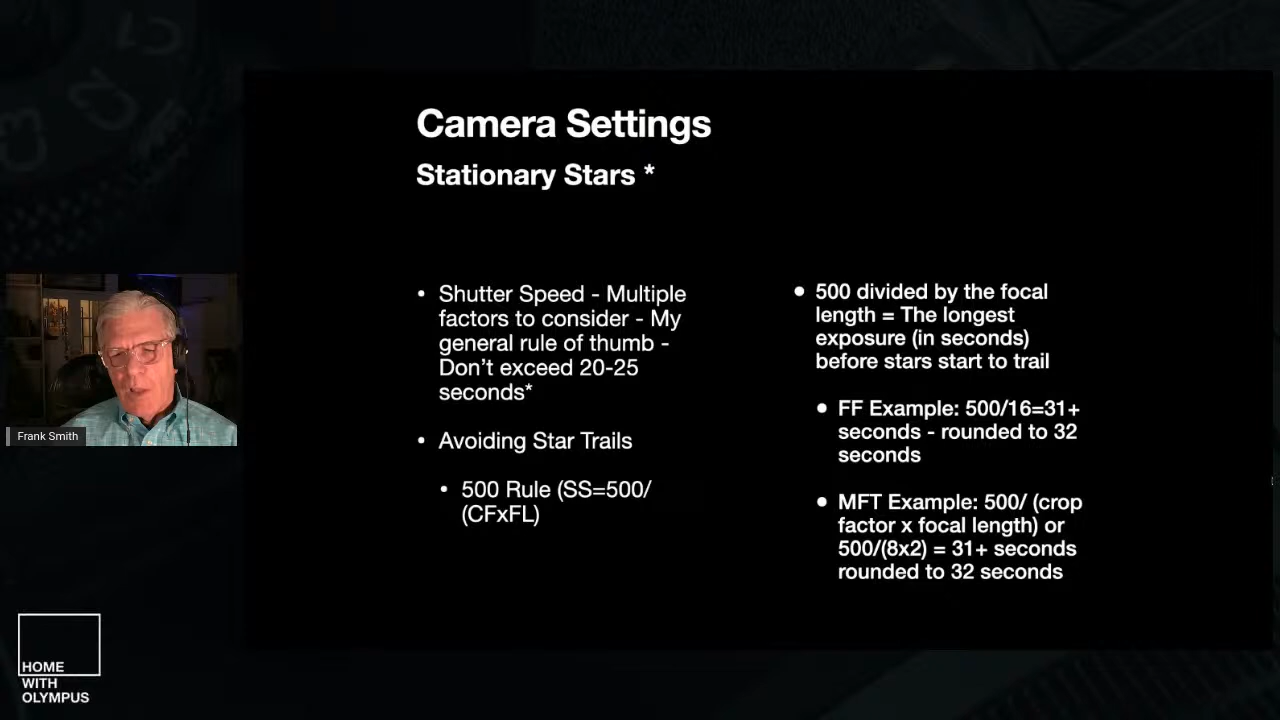 Camera Settings
Stationary Stars *
• Shutter Speed - Multiple
factors to consider - My
general rule of thumb -
Don’t exceed 20-25
seconds*
• Avoiding Star Trails
• 500 Rule (SS=500/
(CFxFL)
• 500 divided by the focal
length = The longest
exposure (in seconds)
before stars start to trail
• FF Example: 500/16=31+
seconds - rounded to 32
seconds
• MFT Example: 500/ (crop
factor x focal length) or
500/(8x2) = 31+ seconds
rounded to 32 seconds
Frank Smith
HOME
WITH
OLYMPUS